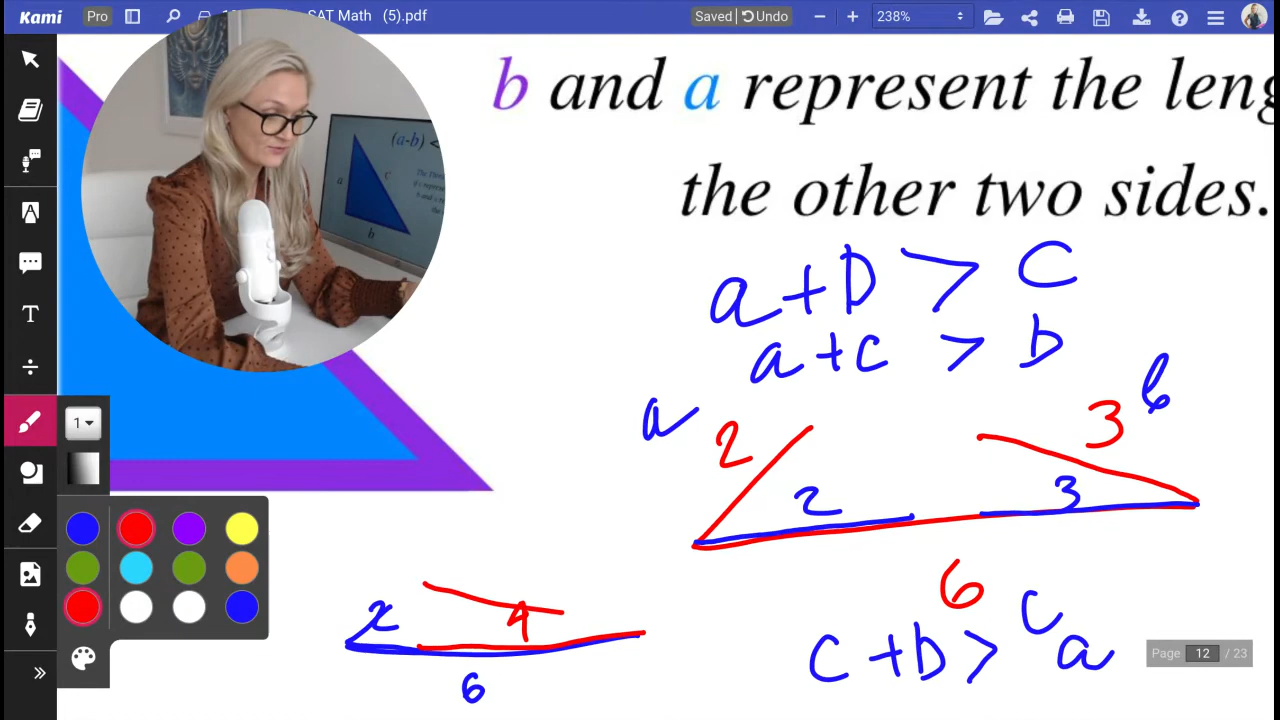 Kami Pro SAT Math (5).pdf Saved Undo 238%
b and a represent the leng
the other two sides.
(a-b) <
a c
b
a+b > c
a+c > b
a 2 3 b
2 3
6 c
c+b > a
2 4
6
T
1
Page 12 / 23